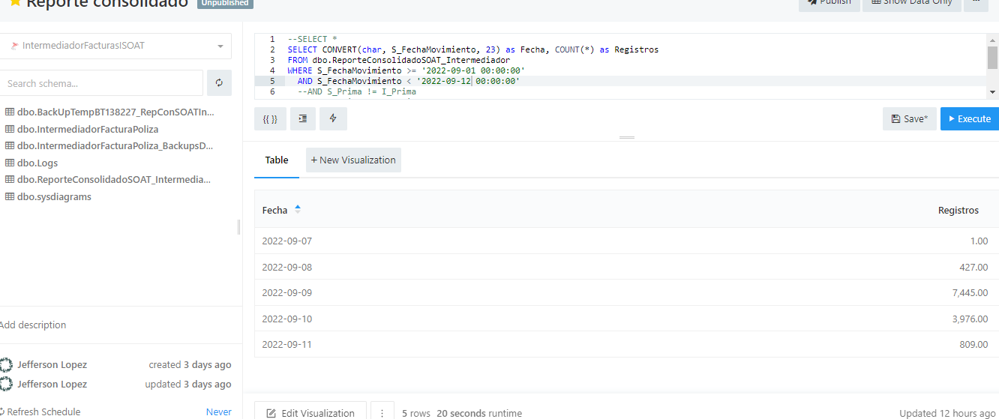 Reporte consolidado
Unpublished
Publish
Show Data Only
IntermediadorFacturasISOAT
Search schema...
dbo.BackUpTempBT138227_RepConSOATIn...
dbo.IntermediadorFacturaPoliza
dbo.IntermediadorFacturaPoliza_BackupsD...
dbo.Logs
dbo.ReporteConsolidadoSOAT_Intermedia...
dbo.sysdiagrams
Add description
Jefferson Lopez created 3 days ago
Jefferson Lopez updated 3 days ago
Refresh Schedule Never
1 --SELECT *
2 SELECT CONVERT(char, S_FechaMovimiento, 23) as Fecha, COUNT(*) as Registros
3 FROM dbo.ReporteConsolidadoSOAT_Intermediador
4 WHERE S_FechaMovimiento >= '2022-09-01 00:00:00'
5 AND S_FechaMovimiento < '2022-09-12 00:00:00'
6 --AND S_Prima != I_Prima
{{ }}
Save*
Execute
Table
+ New Visualization
Fecha Registros
2022-09-07 1.00
2022-09-08 427.00
2022-09-09 7,445.00
2022-09-10 3,976.00
2022-09-11 809.00
Edit Visualization
5 rows 20 seconds runtime
Updated 12 hours ago